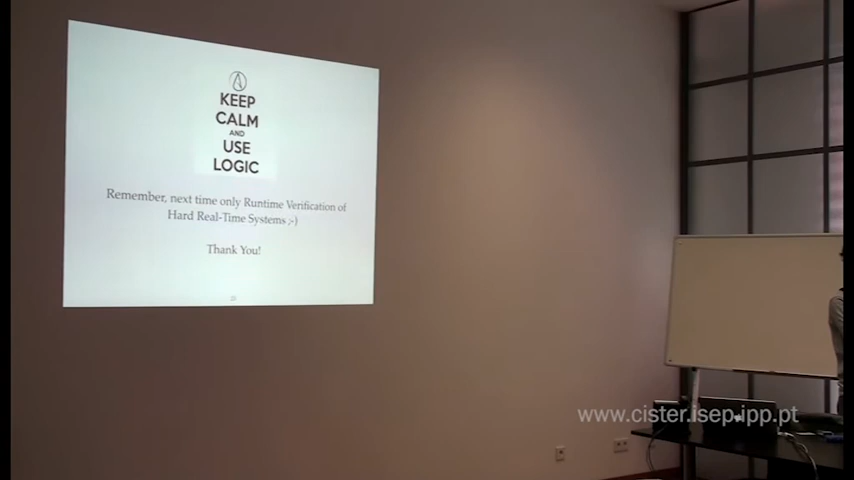 KEEP
CALM
AND
USE
LOGIC
Remember, next time only Runtime Verification of
Hard Real-Time Systems ;-)
Thank You!
www.cister.isep.ipp.pt